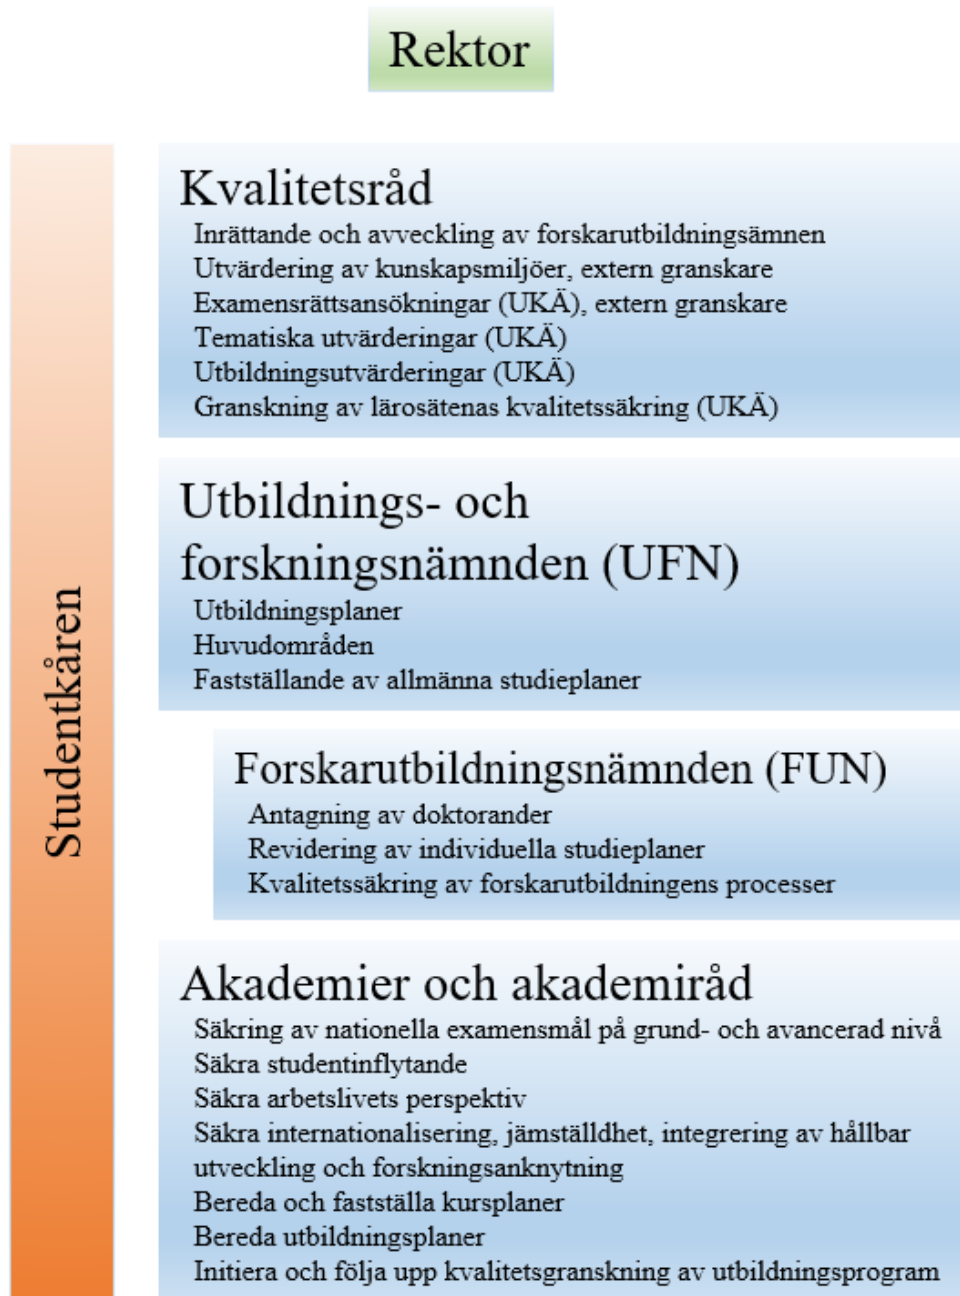 Rektor
Studentkåren
Kvalitetsråd
Inrättande och avveckling av forskarutbildningsämnen
Utvärdering av kunskapsmiljöer, extern granskare
Examensrättsansökningar (UKÄ), extern granskare
Tematiska utvärderingar (UKÄ)
Utbildningsutvärderingar (UKÄ)
Granskning av lärosätenas kvalitetssäkring (UKÄ)
Utbildnings- och
forskningsnämnden (UFN)
Utbildningsplaner
Huvudområden
Fastställande av allmänna studieplaner
Forskarutbildningsnämnden (FUN)
Antagning av doktorander
Revidering av individuella studieplaner
Kvalitetssäkring av forskarutbildningens processer
Akademier och akademiråd
Säkring av nationella examensmål på grund- och avancerad nivå
Säkra studentinflytande
Säkra arbetslivets perspektiv
Säkra internationalisering, jämställdhet, integrering av hållbar
utveckling och forskningsanknytning
Bereda och fastställa kursplaner
Bereda utbildningsplaner
Initiera och följa upp kvalitetsgranskning av utbildningsprogram